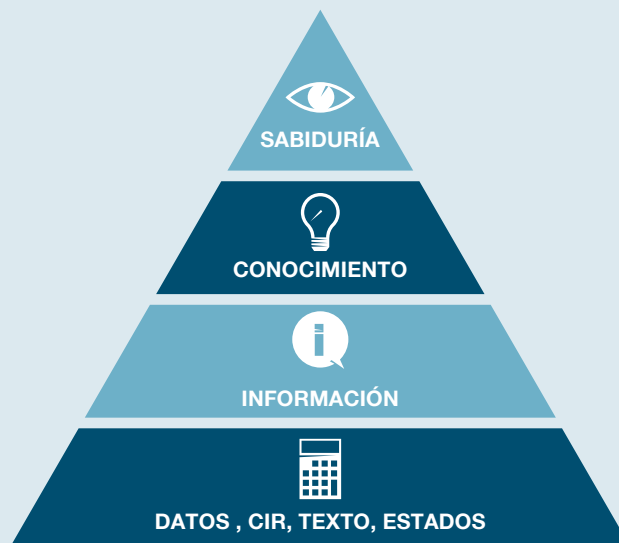 SABIDURÍA
CONOCIMIENTO
i
INFORMACIÓN
DATOS , CIR, TEXTO, ESTADOS